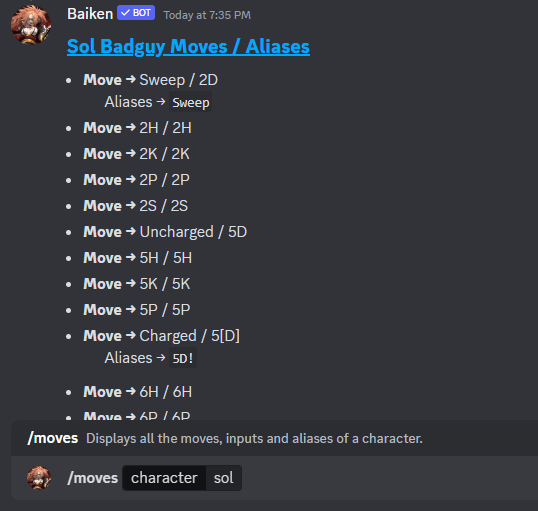 Baiken ✓ BOT Today at 7:35 PM
Sol Badguy Moves / Aliases
• Move → Sweep / 2D
Aliases → Sweep
• Move → 2H / 2H
• Move → 2K / 2K
• Move → 2P / 2P
• Move → 2S / 2S
• Move → Uncharged / 5D
• Move → 5H / 5H
• Move → 5K / 5K
• Move → 5P / 5P
• Move → Charged / 5[D]
Aliases → 5D!
• Move → 6H / 6H
• Move → 6P / 6P
/moves Displays all the moves, inputs and aliases of a character.
/moves character sol